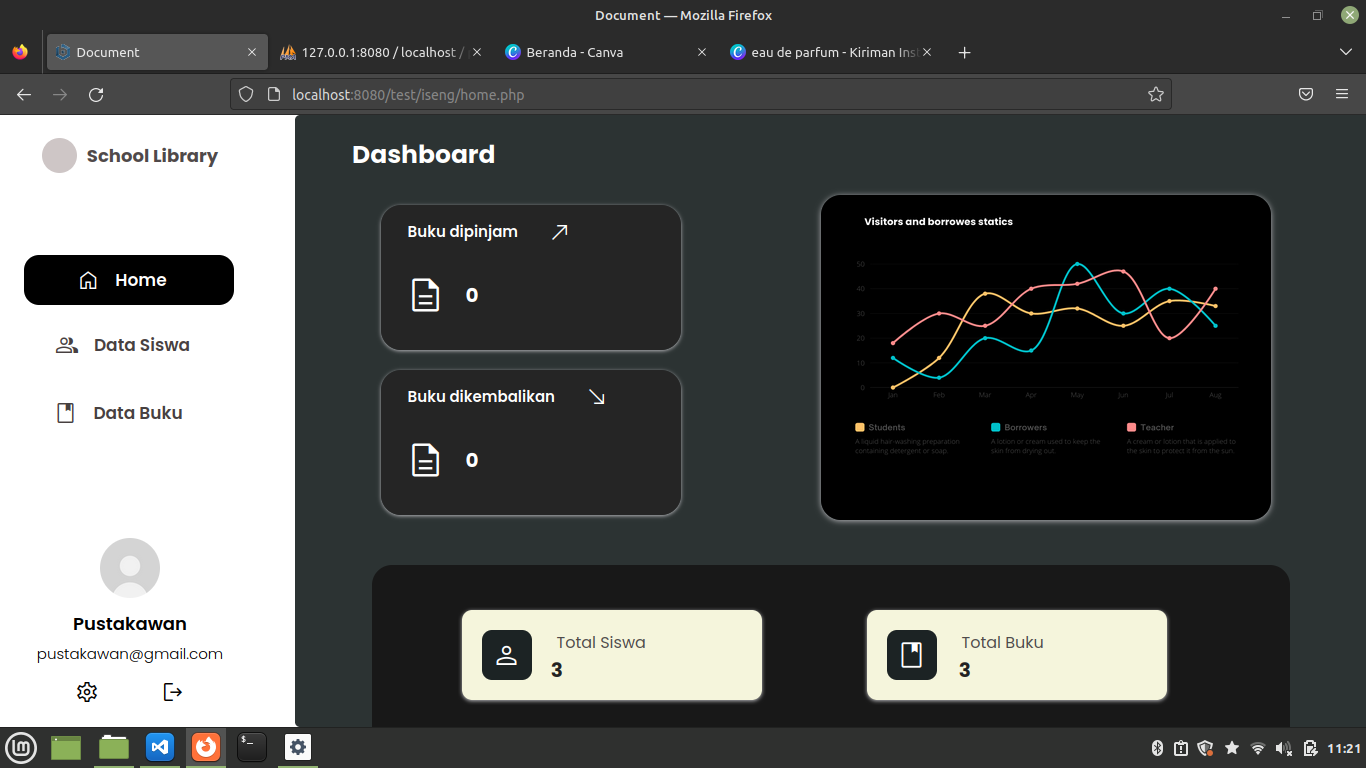 Document — Mozilla Firefox
Document
127.0.0.1:8080 / localhost /
Beranda - Canva
eau de parfum - Kiriman Inst
localhost:8080/test/iseng/home.php
School Library
Home
Data Siswa
Data Buku
Pustakawan
pustakawan@gmail.com
Dashboard
Buku dipinjam
0
Buku dikembalikan
0
Visitors and borrowes statics
50
40
30
20
10
0
Jan Feb Mar Apr May Jun Jul Aug
Students
A liquid hair-washing preparation
containing detergent or soap.
Borrowers
A lotion or cream used to keep the
skin from drying out.
Teacher
A cream or lotion that is applied to
the skin to protect it from the sun.
Total Siswa
3
Total Buku
3
11:21